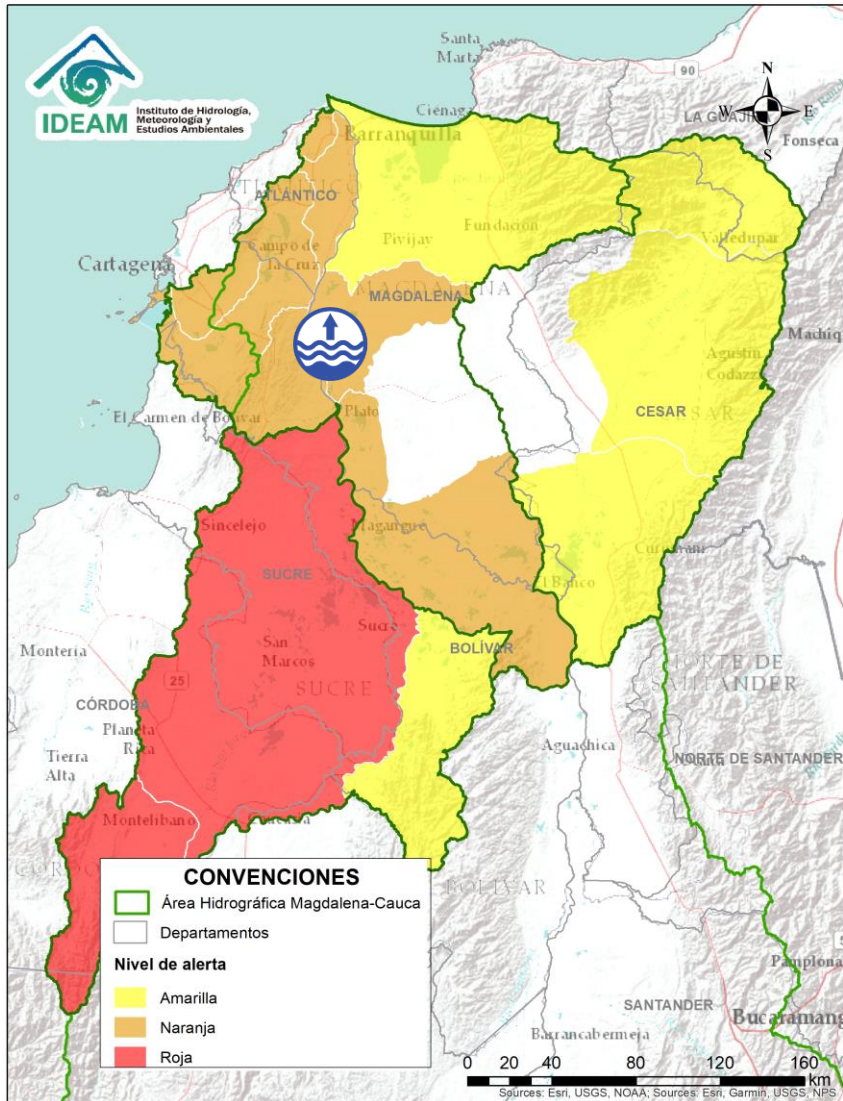 IDEAM
Instituto de Hidrología,
Meteorología y
Estudios Ambientales
Santa
Marta
90
N
W
E
S
Ciénaga
LA GUAJIRA
Fonseca
Barranquilla
ATLÁNTICO
Pivijay
Fundación
Valledupar
Cartagena
Campo de
la Cruz
MAGDALENA
Machiq
Agustín
Codazzi
CESAR
El Carmen de Bolívar
Plato
Sincelejo
Magangue
Curumaní
SUCRE
El Banco
Montería
San
Marcos
Sucre
SUCRE
BOLÍVAR
NORTE DE
SANTANDER
25
CÓRDOBA
Planeta
Rica
Tierra
Alta
Aguachica
NORTE DE SANTANDER
Montelíbano
BOLÍVAR
CONVENCIONES
Área Hidrográfica Magdalena-Cauca
Departamentos
Nivel de alerta
Amarilla
Naranja
Roja
Pamplona
SANTANDER
Bucaramang
Barrancabermeja
0 20 40 80 120 160
Km
Sources: Esri, USGS, NOAA; Sources: Esri, Garmin, USGS, NPS